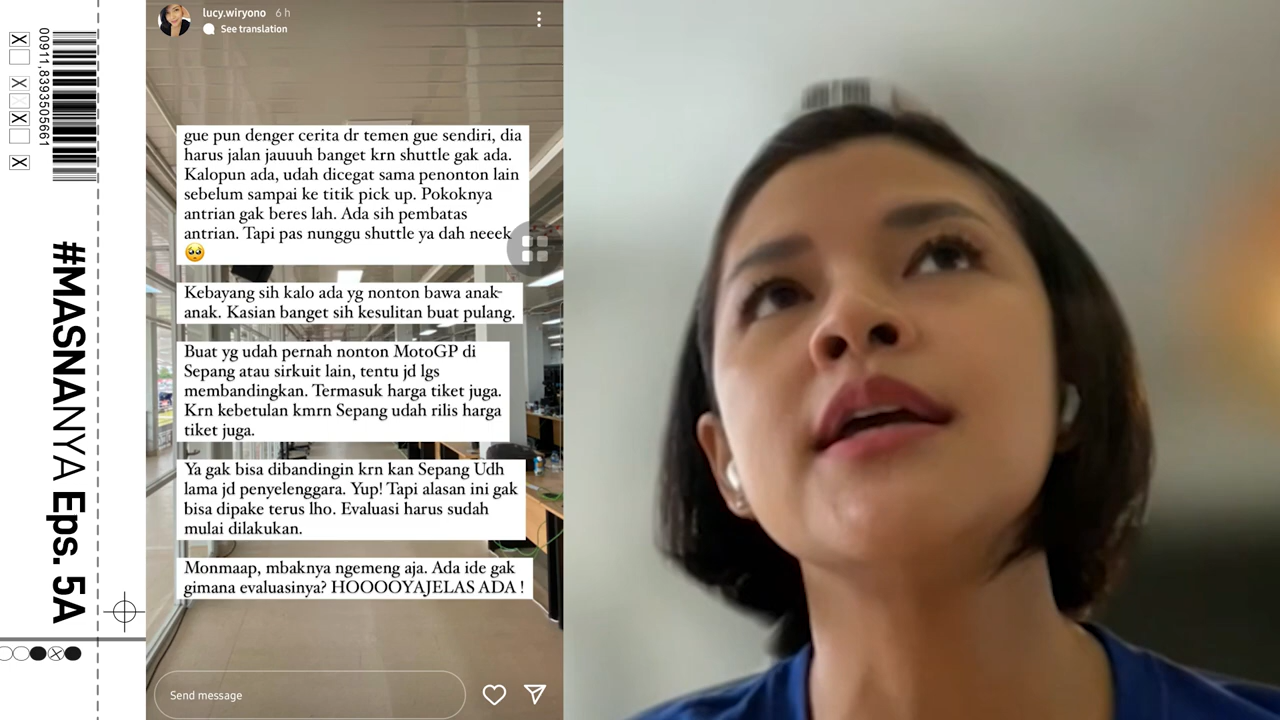 00911,8393505661
#MASNANYA Eps. 5A
lucy.wiryono 6 h
See translation
gue pun denger cerita dr temen gue sendiri, dia
harus jalan jauuuh banget krn shuttle gak ada.
Kalopun ada, udah dicegat sama penonton lain
sebelum sampai ke titik pick up. Pokoknya
antrian gak beres lah. Ada sih pembatas
antrian. Tapi pas nunggu shuttle ya dah neeek
🥺
Kebayang sih kalo ada yg nonton bawa anak-
anak. Kasian banget sih kesulitan buat pulang.
Buat yg udah pernah nonton MotoGP di
Sepang atau sirkuit lain, tentu jd lgs
membandingkan. Termasuk harga tiket juga.
Krn kebetulan kmrn Sepang udah rilis harga
tiket juga.
Ya gak bisa dibandingin krn kan Sepang Udh
lama jd penyelenggara. Yup! Tapi alasan ini gak
bisa dipake terus lho. Evaluasi harus sudah
mulai dilakukan.
Monmaap, mbaknya ngemeng aja. Ada ide gak
gimana evaluasinya? HOOOOYAJELAS ADA !
Send message